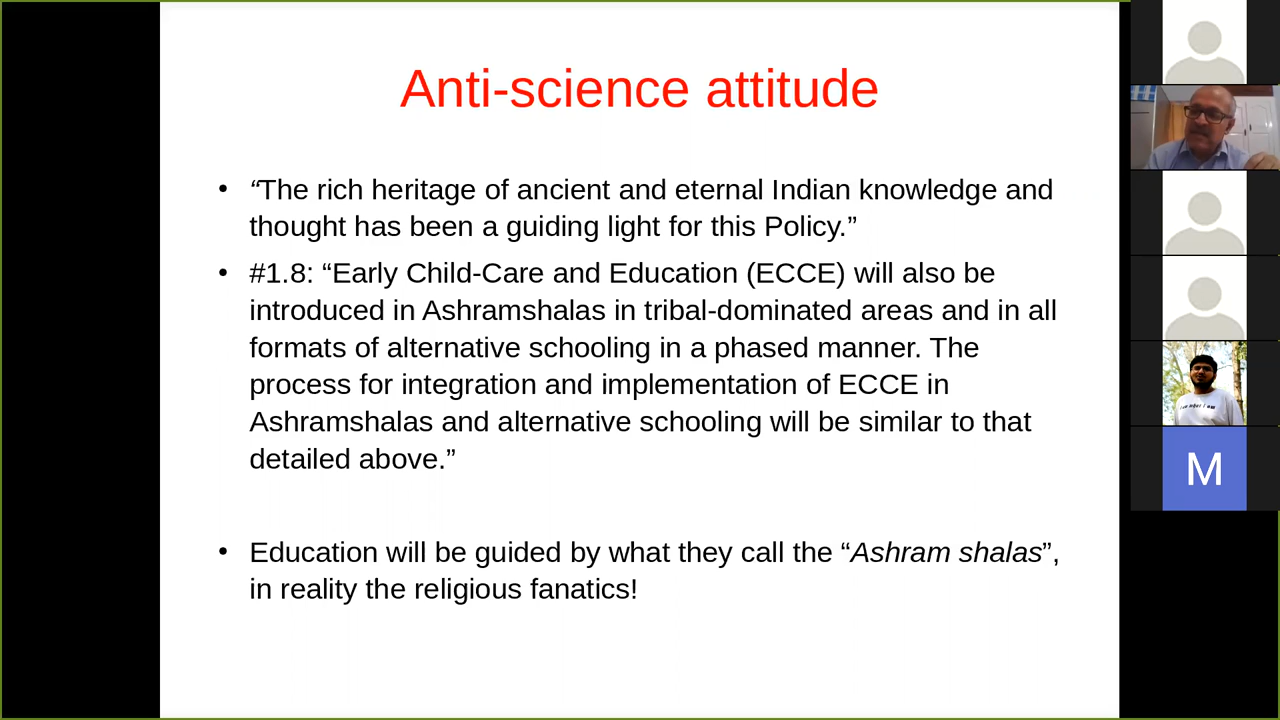 Anti-science attitude
• “The rich heritage of ancient and eternal Indian knowledge and
thought has been a guiding light for this Policy.”
• #1.8: “Early Child-Care and Education (ECCE) will also be
introduced in Ashramshalas in tribal-dominated areas and in all
formats of alternative schooling in a phased manner. The
process for integration and implementation of ECCE in
Ashramshalas and alternative schooling will be similar to that
detailed above.”
• Education will be guided by what they call the “Ashram shalas”,
in reality the religious fanatics!
M